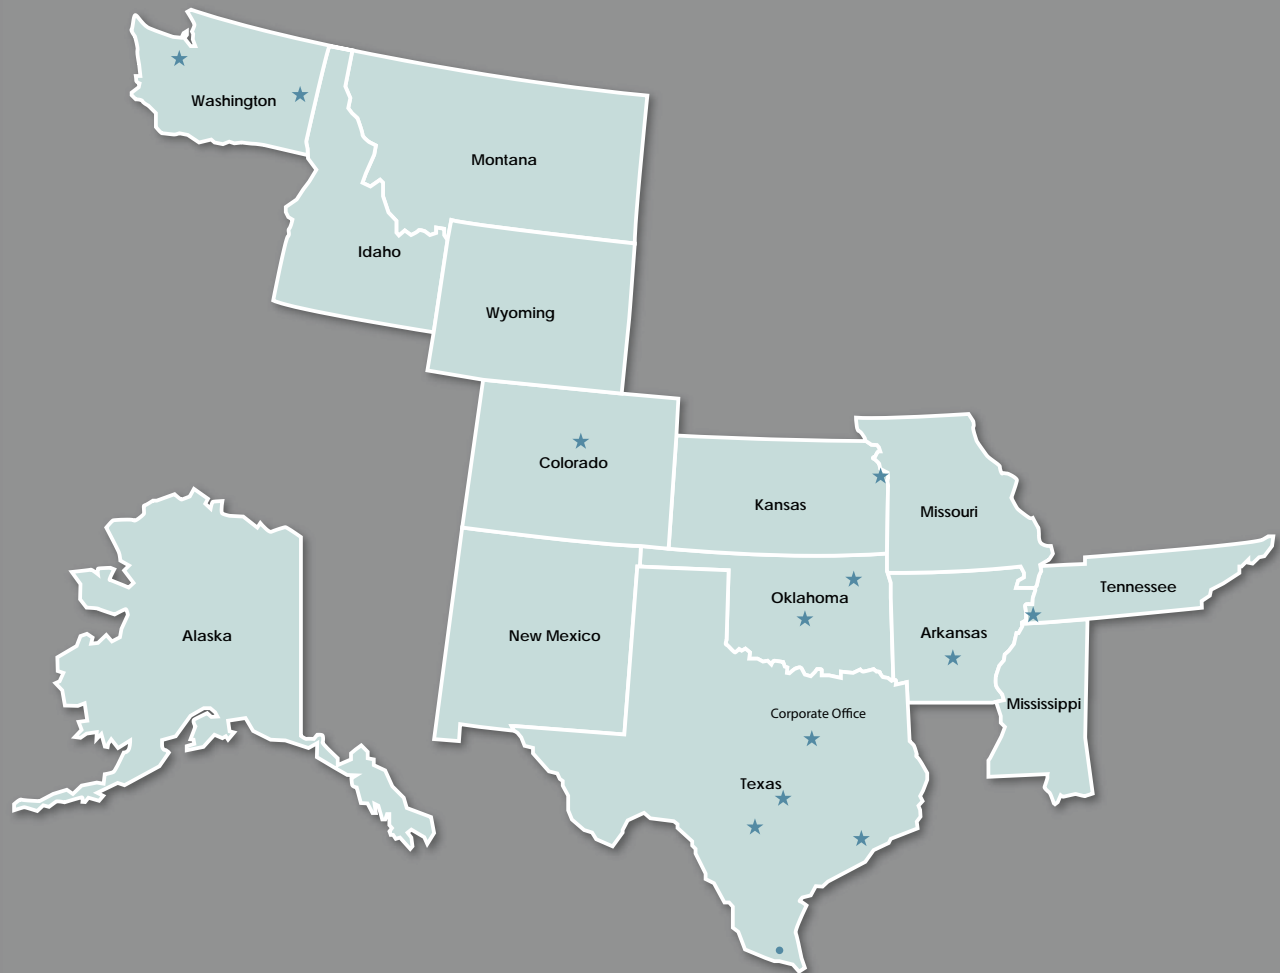 Washington
Montana
Idaho
Wyoming
Colorado
Kansas
Missouri
Tennessee
Oklahoma
Alaska
New Mexico
Arkansas
Mississippi
Corporate Office
Texas